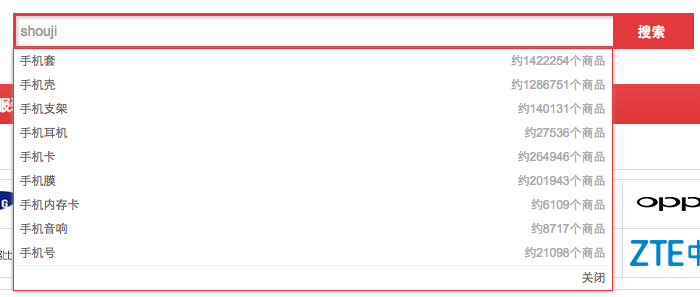 shouji
搜索
手机套 约1422254个商品
手机壳 约1286751个商品
手机支架 约140131个商品
手机耳机 约27536个商品
手机卡 约264946个商品
手机膜 约201943个商品
手机内存卡 约6109个商品
手机音响 约8717个商品
手机号 约21098个商品
关闭
G
opp
ZTE中